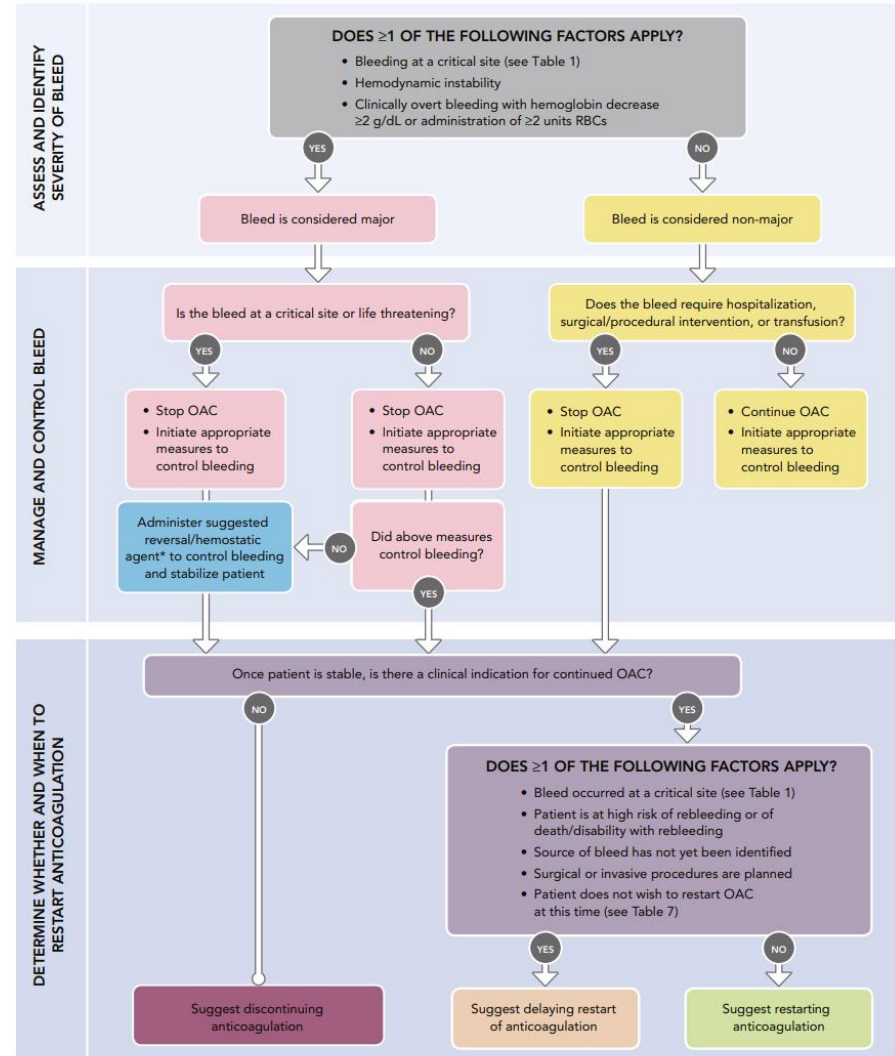 ASSESS AND IDENTIFY
SEVERITY OF BLEED
DOES ≥1 OF THE FOLLOWING FACTORS APPLY?
• Bleeding at a critical site (see Table 1)
• Hemodynamic instability
• Clinically overt bleeding with hemoglobin decrease
≥2 g/dL or administration of ≥2 units RBCs
YES
NO
Bleed is considered major
Bleed is considered non-major
MANAGE AND CONTROL BLEED
Is the bleed at a critical site or life threatening?
Does the bleed require hospitalization,
surgical/procedural intervention, or transfusion?
YES
NO
YES
NO
• Stop OAC
• Initiate appropriate
measures to
control bleeding
• Stop OAC
• Initiate appropriate
measures to
control bleeding
• Stop OAC
• Initiate appropriate
measures to
control bleeding
• Continue OAC
• Initiate appropriate
measures to
control bleeding
Administer suggested
reversal/hemostatic
agent* to control bleeding
and stabilize patient
NO
Did above measures
control bleeding?
YES
DETERMINE WHETHER AND WHEN TO
RESTART ANTICOAGULATION
Once patient is stable, is there a clinical indication for continued OAC?
NO
YES
DOES ≥1 OF THE FOLLOWING FACTORS APPLY?
• Bleed occurred at a critical site (see Table 1)
• Patient is at high risk of rebleeding or of
death/disability with rebleeding
• Source of bleed has not yet been identified
• Surgical or invasive procedures are planned
• Patient does not wish to restart OAC
at this time (see Table 7)
YES
NO
Suggest discontinuing
anticoagulation
Suggest delaying restart
of anticoagulation
Suggest restarting
anticoagulation